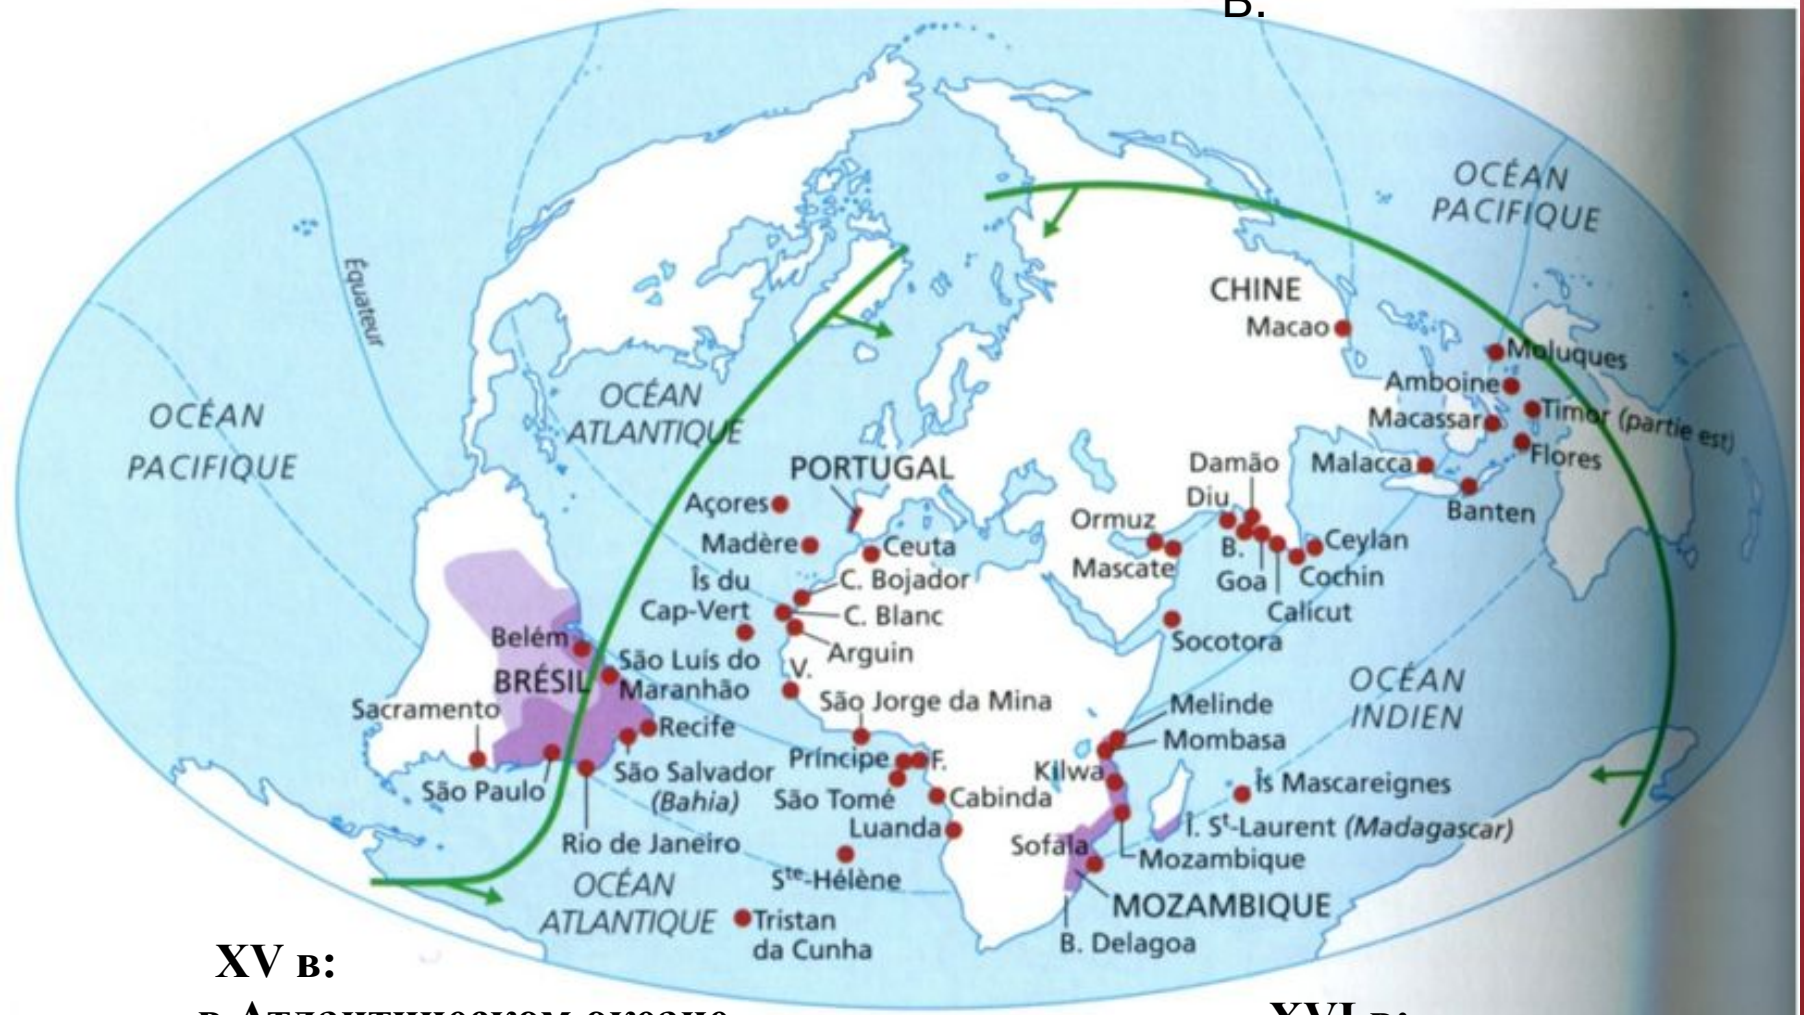 В.
OCÉAN
PACIFIQUE
Équateur
CHINE
Macao
OCÉAN
ATLANTIQUE
OCÉAN
PACIFIQUE
Moluques
Amboine
Macassar
Timor (partie est)
Flores
Malacca
Banten
PORTUGAL
Açores
Madère
Ceuta
Îs du
Cap-Vert
C. Bojador
C. Blanc
Arguin
V.
Damão
Diu
Ormuz
Mascate
B.
Goa
Ceylan
Cochin
Calicut
Socotora
Belém
BRÉSIL
São Luís do
Maranhão
Sacramento
Recife
São Paulo
São Salvador
(Bahia)
Rio de Janeiro
São Jorge da Mina
Príncipe
F.
São Tomé
Cabinda
Luanda
Ste-Hélène
OCÉAN
INDIEN
Melinde
Mombasa
Kilwa
Îs Mascareignes
Î. St-Laurent (Madagascar)
Sofala
Mozambique
MOZAMBIQUE
B. Delagoa
OCÉAN
ATLANTIQUE
Tristan
da Cunha
XV в:
в Атлантическом океане
XVI в: